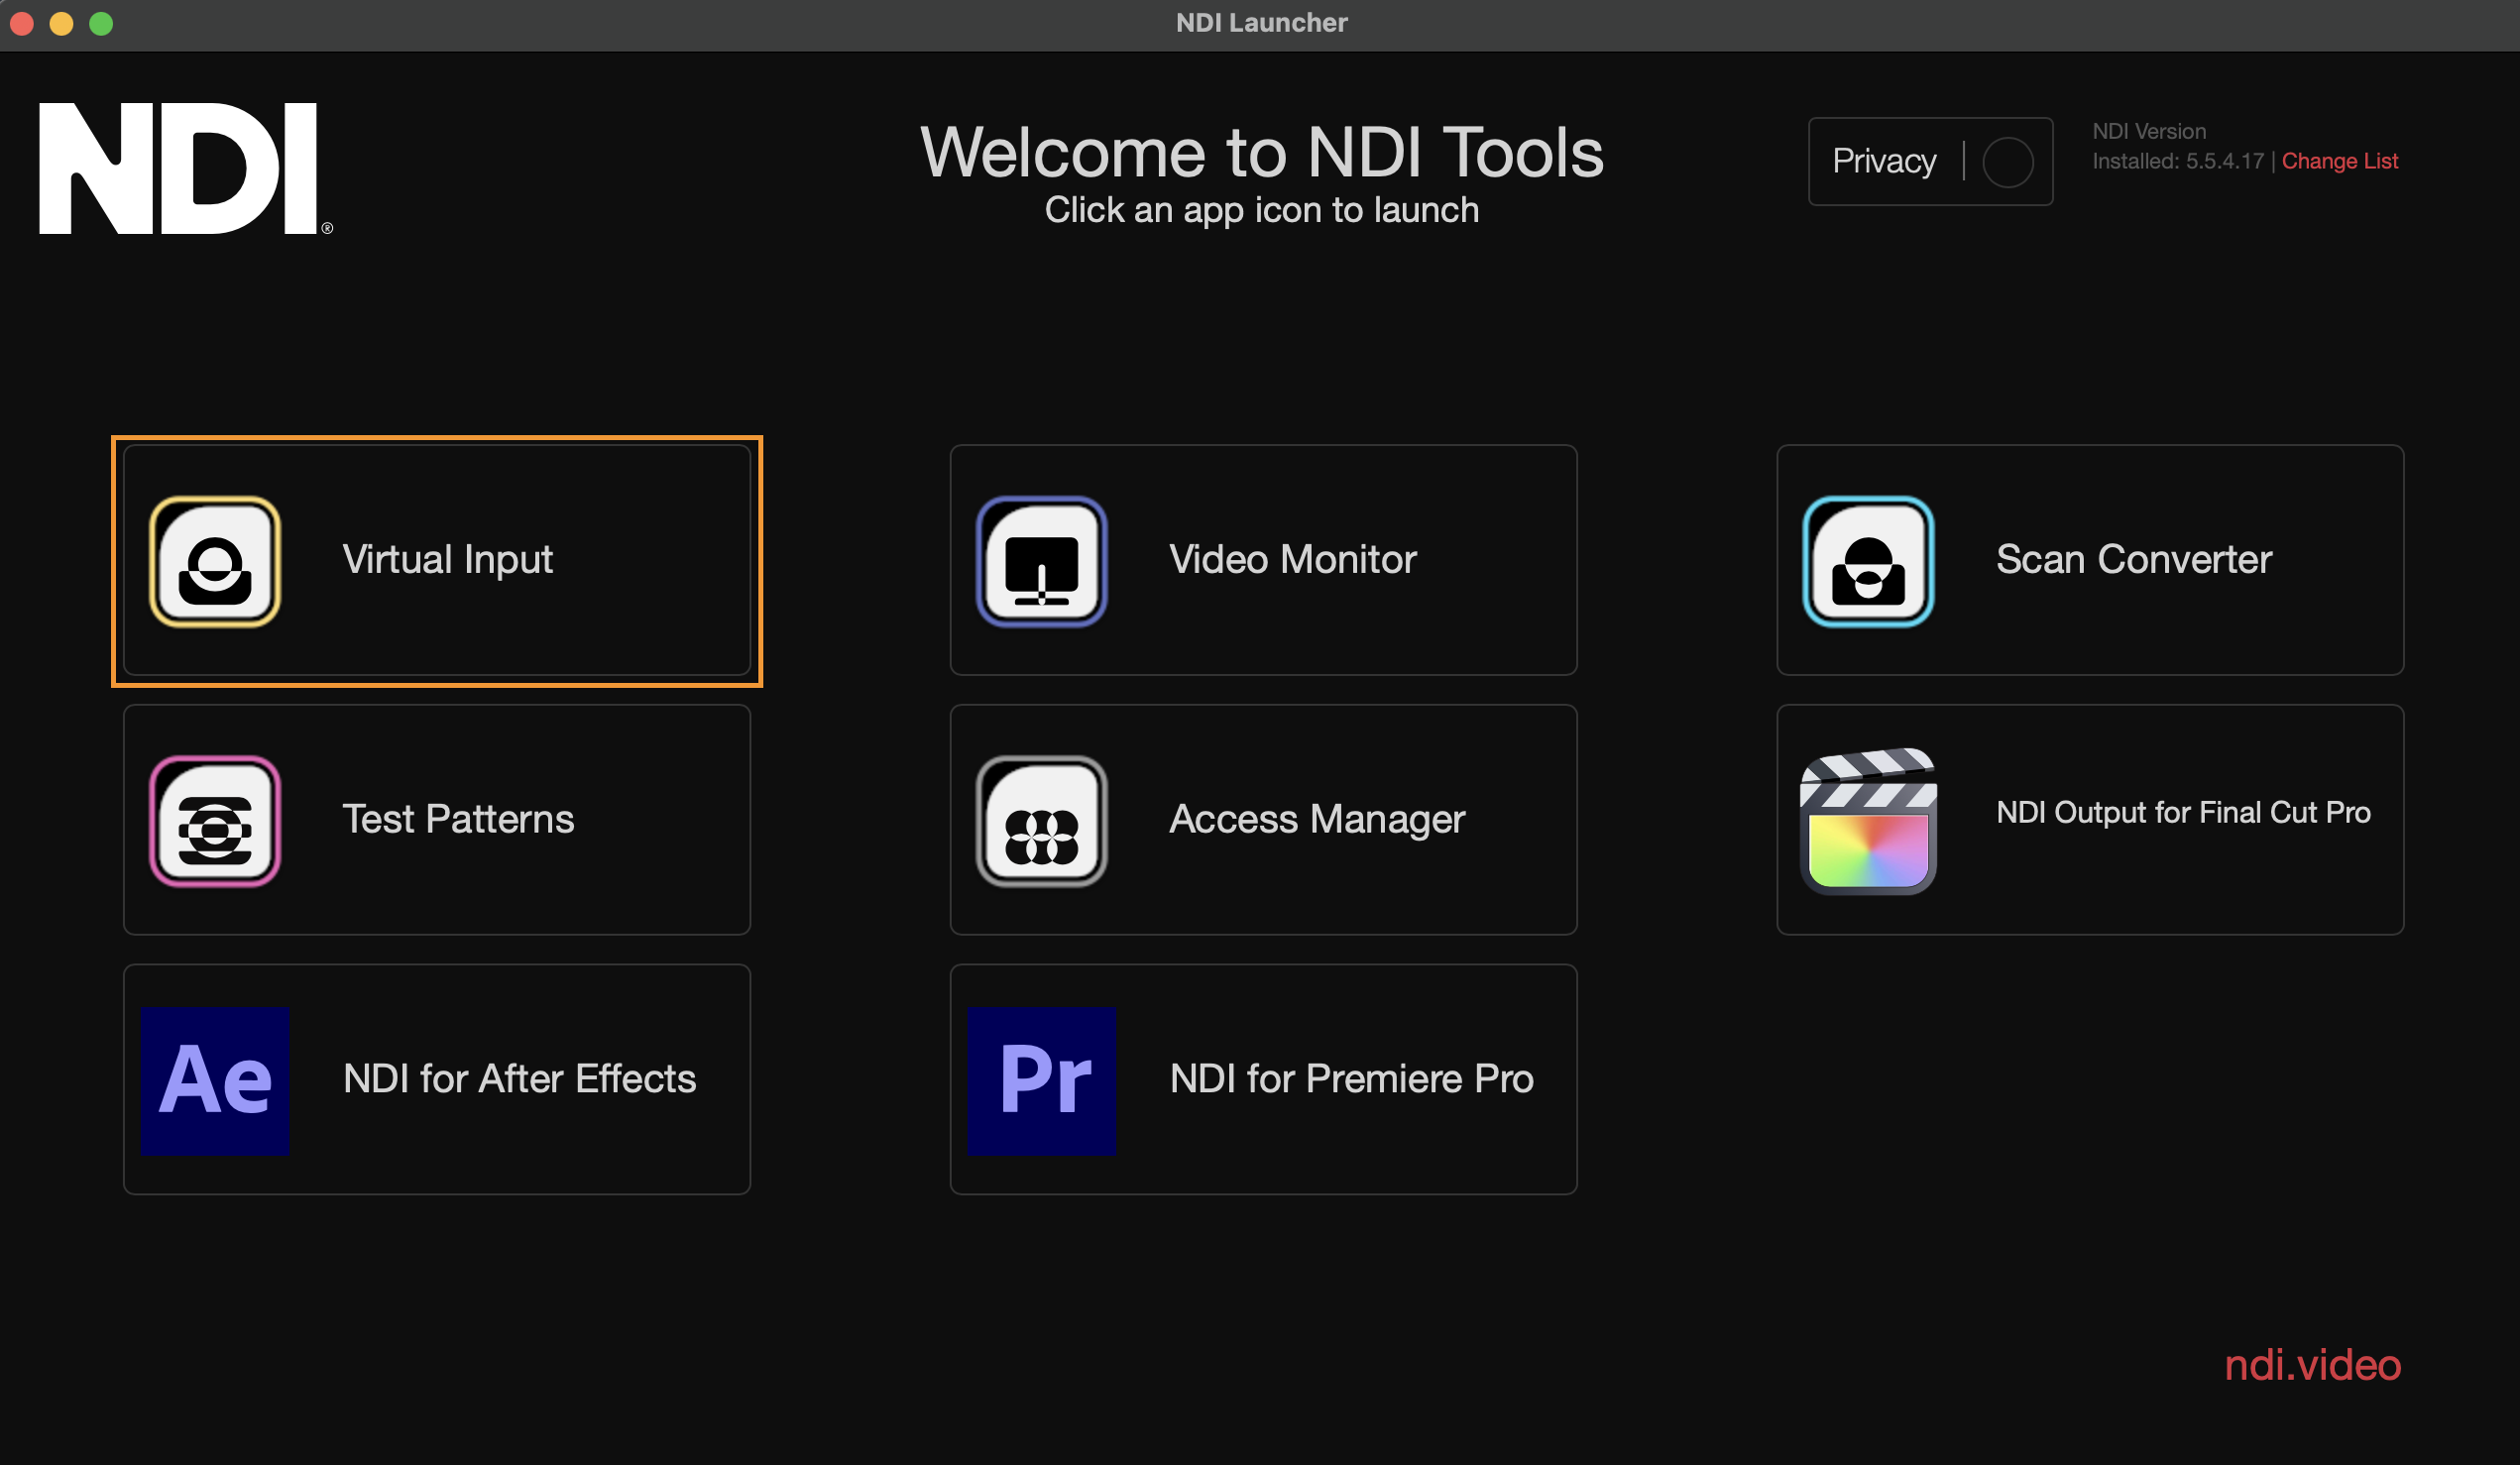 NDI Launcher
NDI®
Welcome to NDI Tools
Click an app icon to launch
Privacy
NDI Version
Installed: 5.5.4.17 | Change List
Virtual Input
Video Monitor
Scan Converter
Test Patterns
Access Manager
NDI Output for Final Cut Pro
Ae
NDI for After Effects
Pr
NDI for Premiere Pro
ndi.video